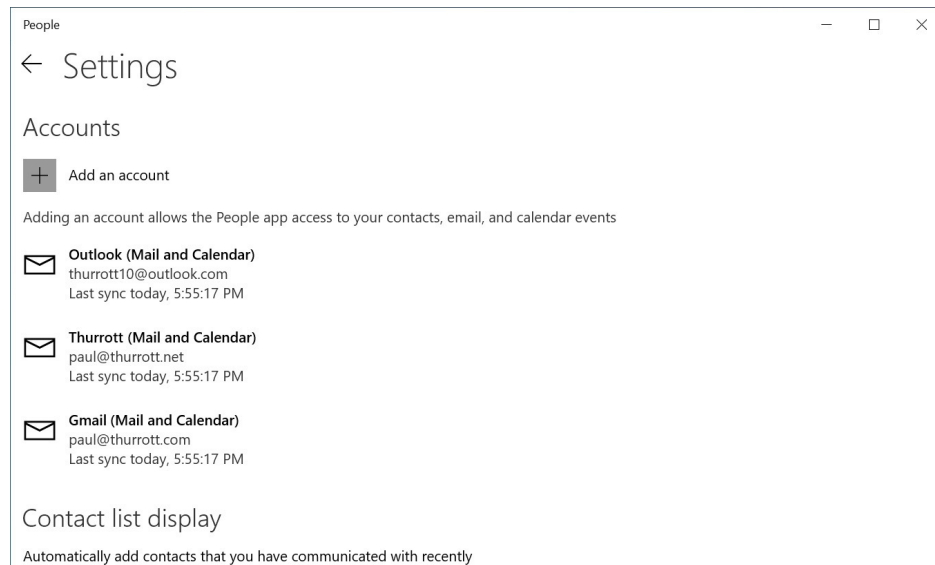 People
Settings
Accounts
Add an account
Adding an account allows the People app access to your contacts, email, and calendar events
Outlook (Mail and Calendar)
thurrott10@outlook.com
Last sync today, 5:55:17 PM
Thurrott (Mail and Calendar)
paul@thurrott.net
Last sync today, 5:55:17 PM
Gmail (Mail and Calendar)
paul@thurrott.com
Last sync today, 5:55:17 PM
Contact list display
Automatically add contacts that you have communicated with recently